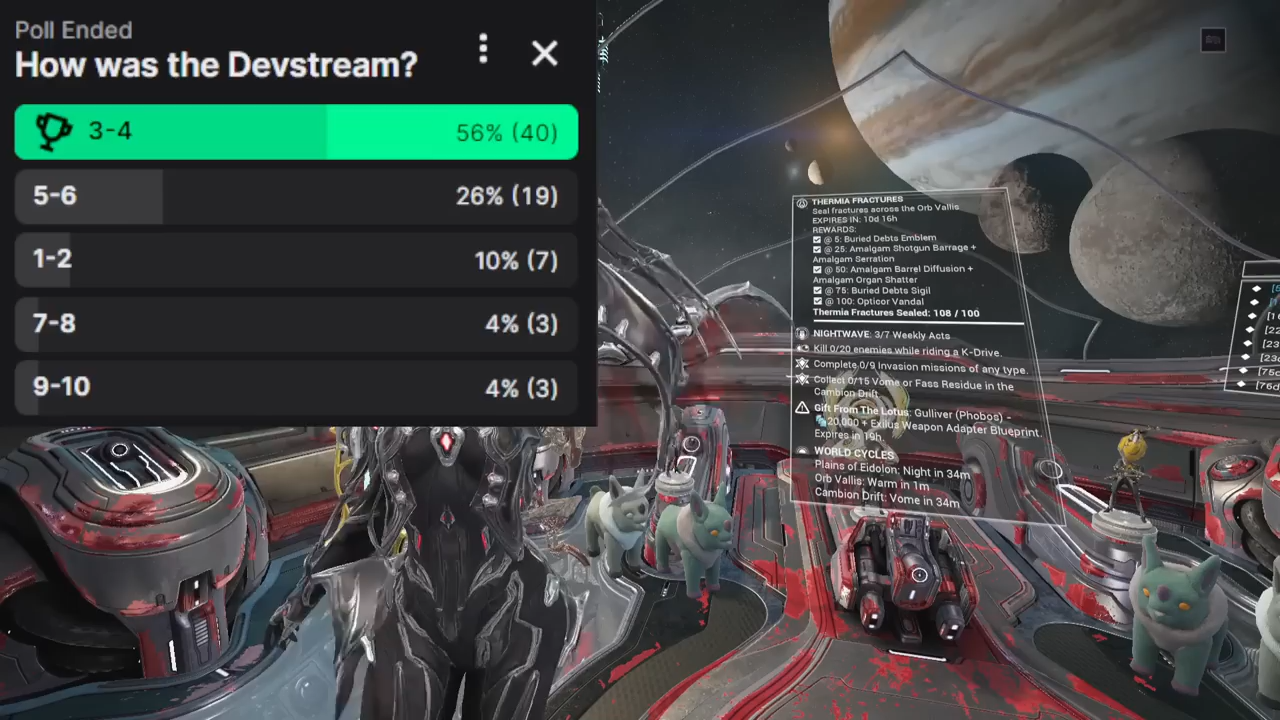 Poll Ended
How was the Devstream?
3-4
56% (40)
5-6
26% (19)
1-2
10% (7)
7-8
4% (3)
9-10
4% (3)
THERMIA FRACTURES
Seal fractures across the Orb Vallis
EXPIRES IN: 10d 16h
REWARDS:
@ 5: Buried Debts Emblem
@ 25: Amalgam Shotgun Barrage +
Amalgam Serration
@ 50: Amalgam Barrel Diffusion +
Amalgam Organ Shatter
@ 75: Buried Debts Sigil
@ 100: Opticor Vandal
Thermia Fractures Sealed: 108 / 100
NIGHTWAVE: 3/7 Weekly Acts
Kill 0/20 enemies while riding a K-Drive.
Complete 0/9 Invasion missions of any type.
Collect 0/15 Vome or Fass Residue in the
Cambion Drift
Gift From The Lotus: Gulliver (Phobos) -
20,000 + Exilus Weapon Adapter Blueprint.
Expires in 19h
WORLD CYCLES
Plains of Eidolon: Night in 34m
Orb Vallis: Warm in 1m
Cambion Drift: Vome in 34m